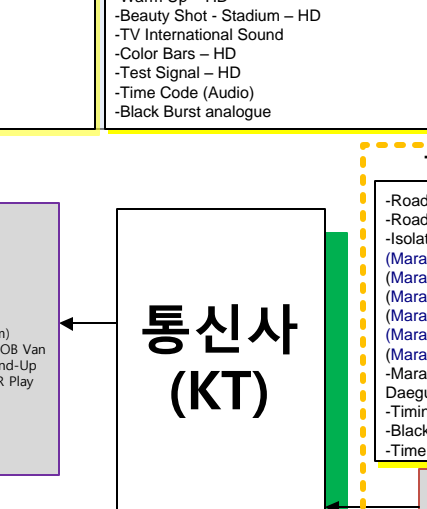 -Beauty Shot - Stadium – HD
-TV International Sound
-Color Bars – HD
-Test Signal – HD
-Time Code (Audio)
-Black Burst analogue
통신사
(KT)
OB Van
nd-Up
R Play
-Road
-Road
-Isolat
(Mara
(Mara
(Mara
(Mara
(Mara
(Mara
-Mara
Daegu
-Timin
-Black
-Time